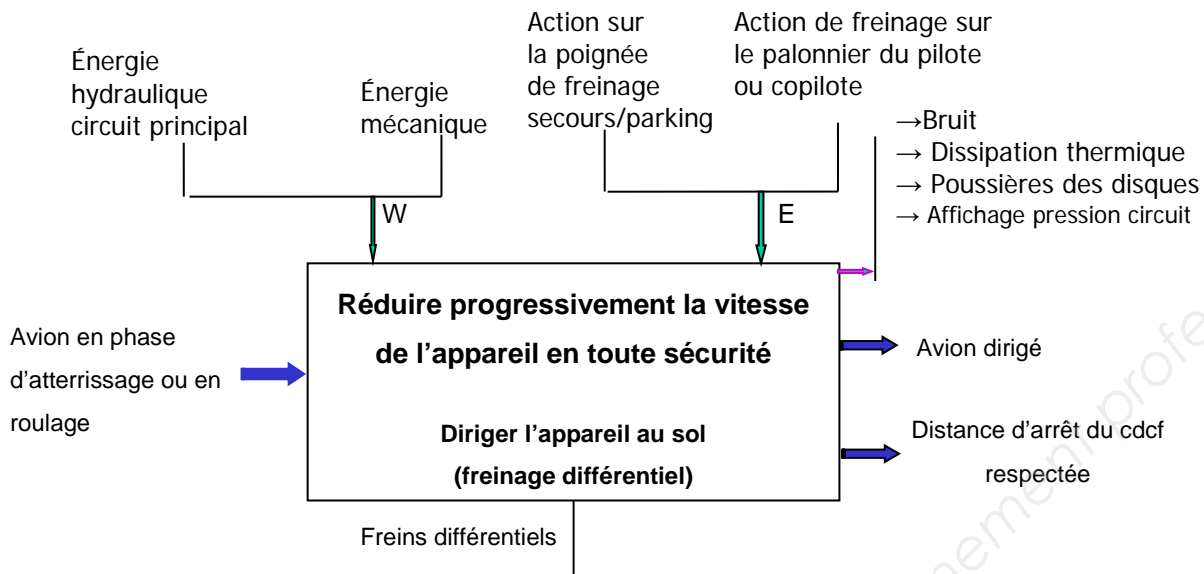 Énergie
hydraulique
circuit principal
Énergie
mécanique
Action sur
la poignée
de freinage
secours/parking
Action de freinage sur
le palonnier du pilote
ou copilote
→Bruit
→ Dissipation thermique
→ Poussières des disques
→ Affichage pression circuit
W
E
Réduire progressivement la vitesse
de l’appareil en toute sécurité
Diriger l’appareil au sol
(freinage différentiel)
Avion en phase
d’atterrissage ou en
roulage
Avion dirigé
Distance d’arrêt du cdcf
respectée
Freins différentiels